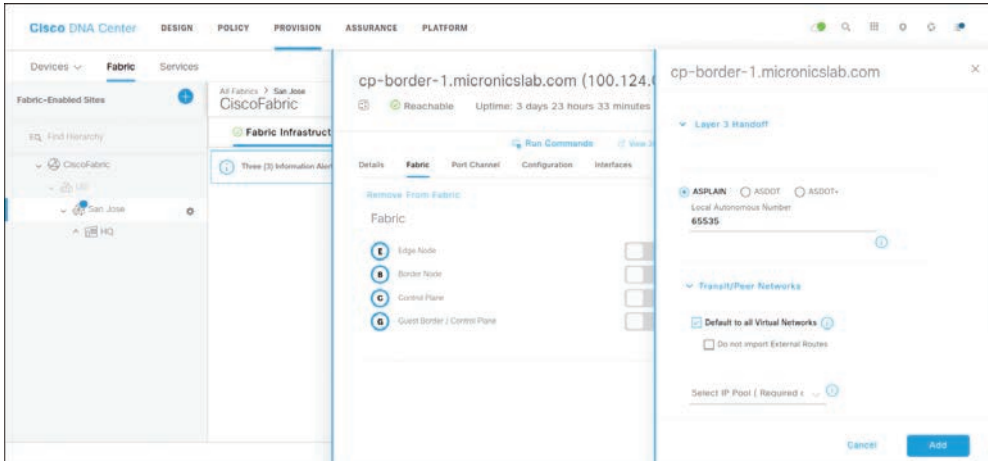 Cisco DNA Center DESIGN POLICY PROVISION ASSURANCE PLATFORM
Devices Fabric Services
Fabric-Enabled Sites
Find Hierarchy
CiscoFabric
US
San Jose
HQ
All Fabrics > San Jose
CiscoFabric
Fabric Infrastruct
Three (3) Information Aler
cp-border-1.micronicslab.com (100.124.
Reachable Uptime: 3 days 23 hours 33 minutes
Run Commands View
Details Fabric Port Channel Configuration Interfaces
Remove From Fabric
Fabric
E Edge Node
B Border Node
C Control Plane
G Guest Border / Control Plane
cp-border-1.micronicslab.com
Layer 3 Handoff
ASPLAIN ASDOT ASDOT+
Local Autonomous Number
65535
Transit/Peer Networks
Default to all Virtual Networks
Do not import External Routes
Select IP Pool ( Required
Cancel Add